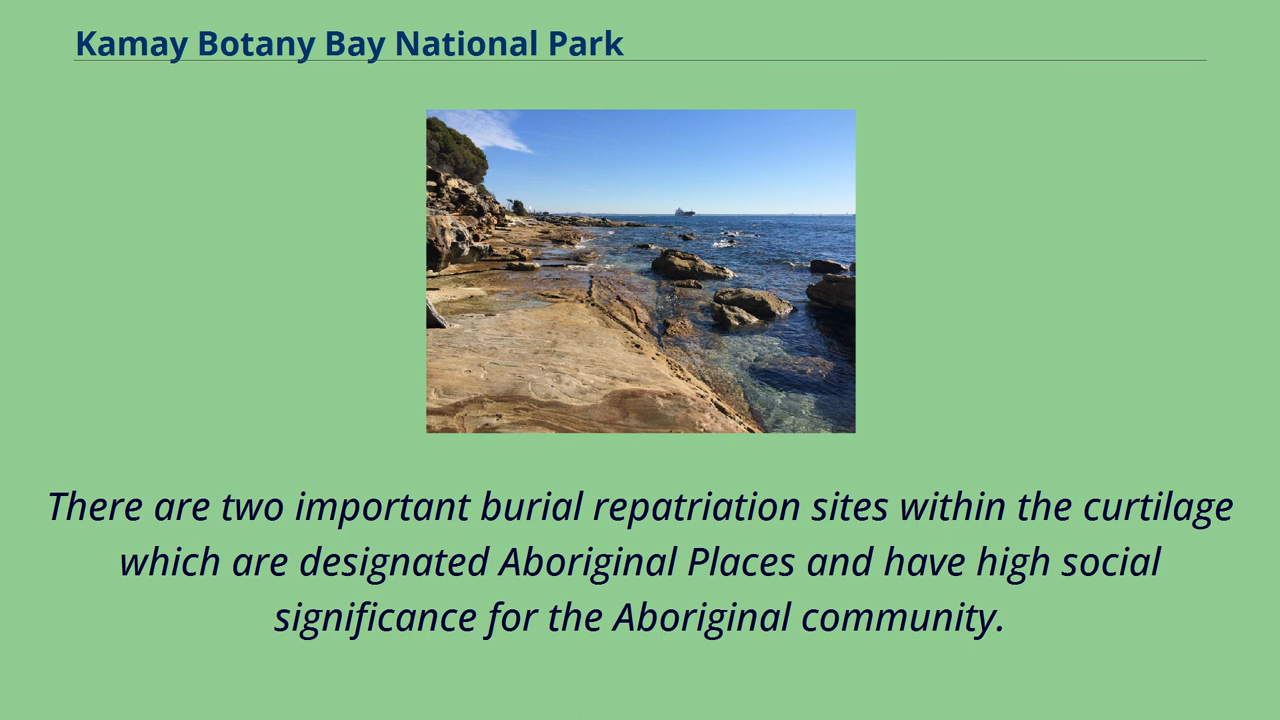 Kamay Botany Bay National Park
There are two important burial repatriation sites within the curtilage
which are designated Aboriginal Places and have high social
significance for the Aboriginal community.